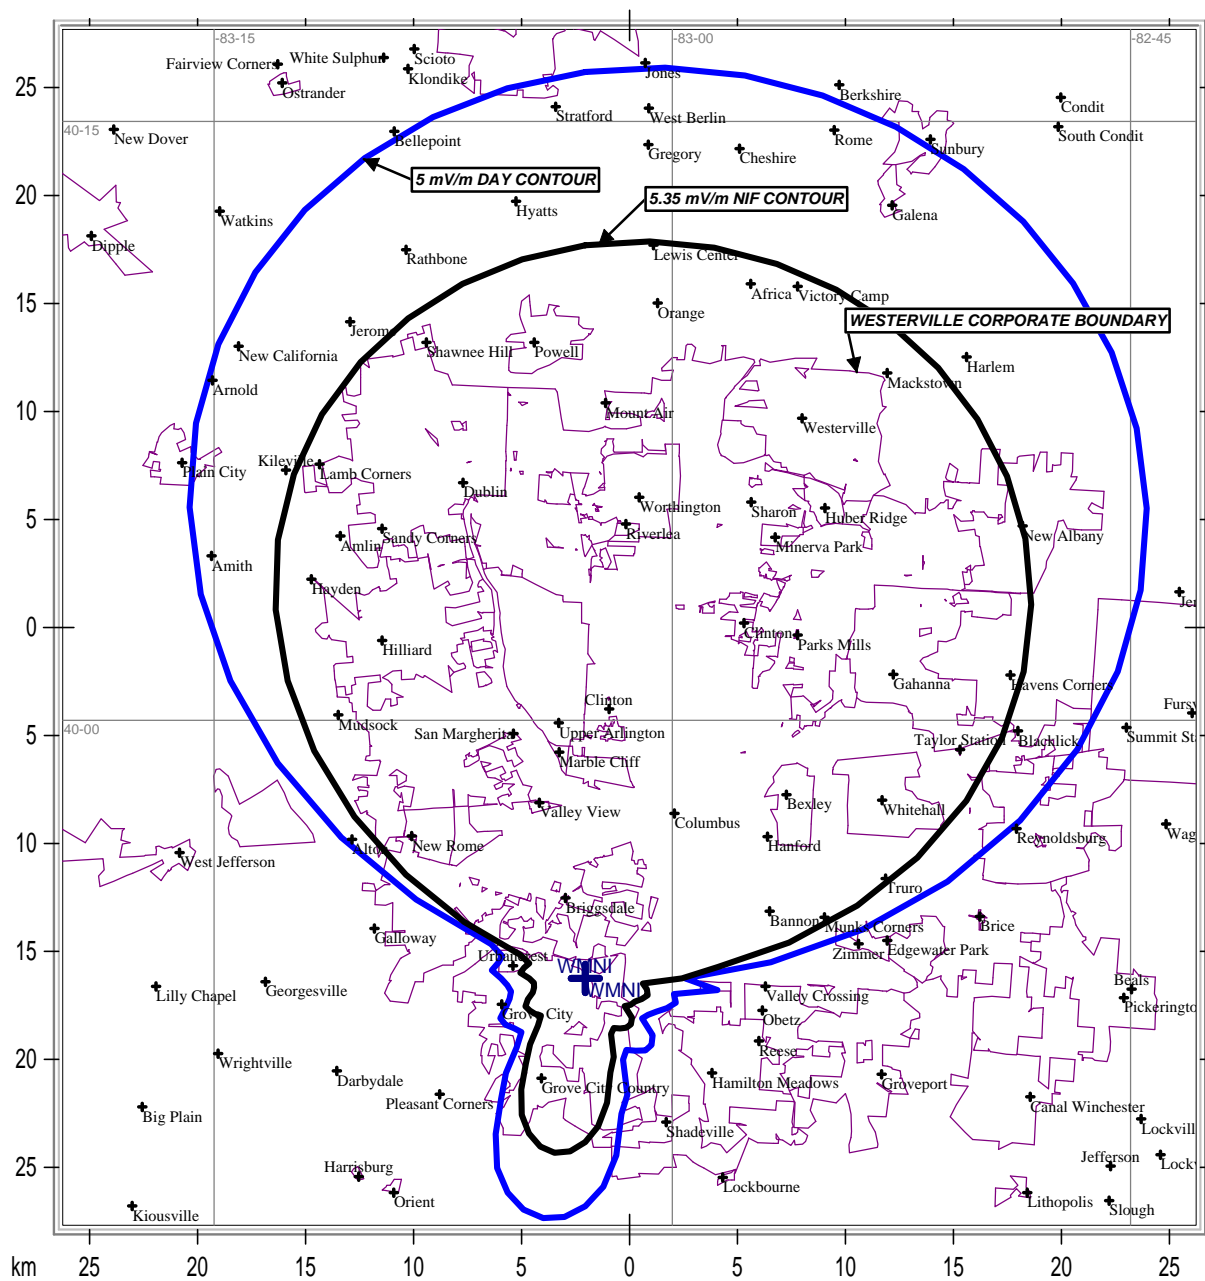 -83-15
-83-00
-82-45
White Sulphur
Scioto
Fairview Corners
Klondike
Jones
Ostrander
Berkshire
Condit
25
Stratford
West Berlin
40-15
New Dover
Bellepoint
Rome
South Condit
Gregory
Cheshire
Sunbury
5 mV/m DAY CONTOUR
20
Watkins
Hyatts
5.35 mV/m NIF CONTOUR
Galena
Dipple
Rathbone
Lewis Center
Africa
Victory Camp
15
Orange
WESTERVILLE CORPORATE BOUNDARY
Jerom
New California
Shawnee Hill
Powell
Harlem
Arnold
Mackstown
10
Mount Air
Westerville
Kileville
Plain City
Lamb Corners
Dublin
Worthington
Sharon
Huber Ridge
5
Sandy Corners
Riverlea
New Albany
Amlin
Minerva Park
Amith
Hayden
Jer
0
Clinton
Parks Mills
Hilliard
Gahanna
Havens Corners
Clinton
Fursy
40-00
Mudsock
San Margherita
Upper Arlington
Taylor Station
Blacklick
Summit Sta
5
Marble Cliff
Valley View
Columbus
Bexley
Whitehall
Reynoldsburg
Wag
10
Alton
New Rome
Hanford
West Jefferson
Truro
Briggsdale
Bannon
Munks Corners
Brice
Galloway
Edgewater Park
Zimmer
15
Urbancrest
WMNI
WMNI
Lilly Chapel
Georgesville
Valley Crossing
Beals
Pickerington
Grove City
Obetz
Reese
20
Wrightville
Darbydale
Grove City Country
Hamilton Meadows
Groveport
Pleasant Corners
Canal Winchester
Big Plain
Shadeville
Lockvill
Harrisburg
Jefferson
Lockv
25
Lockbourne
Orient
Lithopolis
Kiousville
Slough
km
25
20
15
10
5
0
5
10
15
20
25